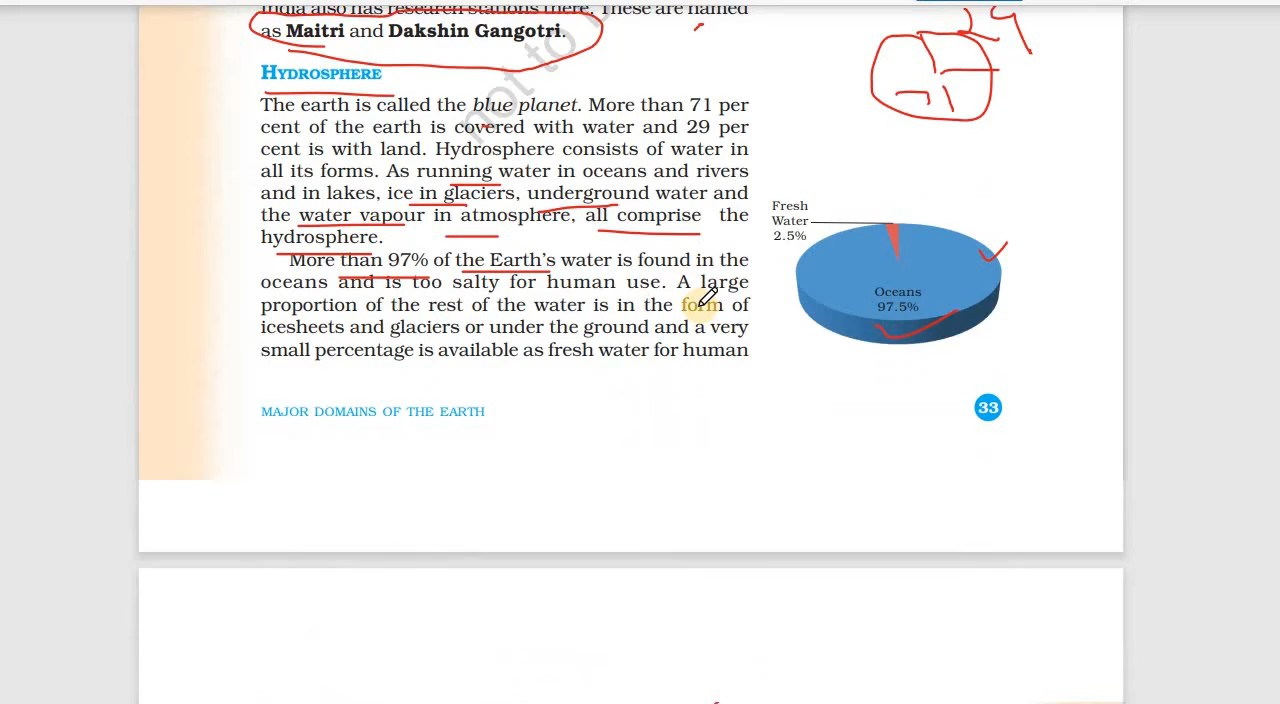 India also has research stations there. These are named
as Maitri and Dakshin Gangotri.
HYDROSPHERE
The earth is called the blue planet. More than 71 per
cent of the earth is covered with water and 29 per
cent is with land. Hydrosphere consists of water in
all its forms. As running water in oceans and rivers
and in lakes, ice in glaciers, underground water and
the water vapour in atmosphere, all comprise the
hydrosphere.
More than 97% of the Earth's water is found in the
oceans and is too salty for human use. A large
proportion of the rest of the water is in the form of
icesheets and glaciers or under the ground and a very
small percentage is available as fresh water for human
not to
29
71
Fresh
Water
2.5%
Oceans
97.5%
MAJOR DOMAINS OF THE EARTH
33